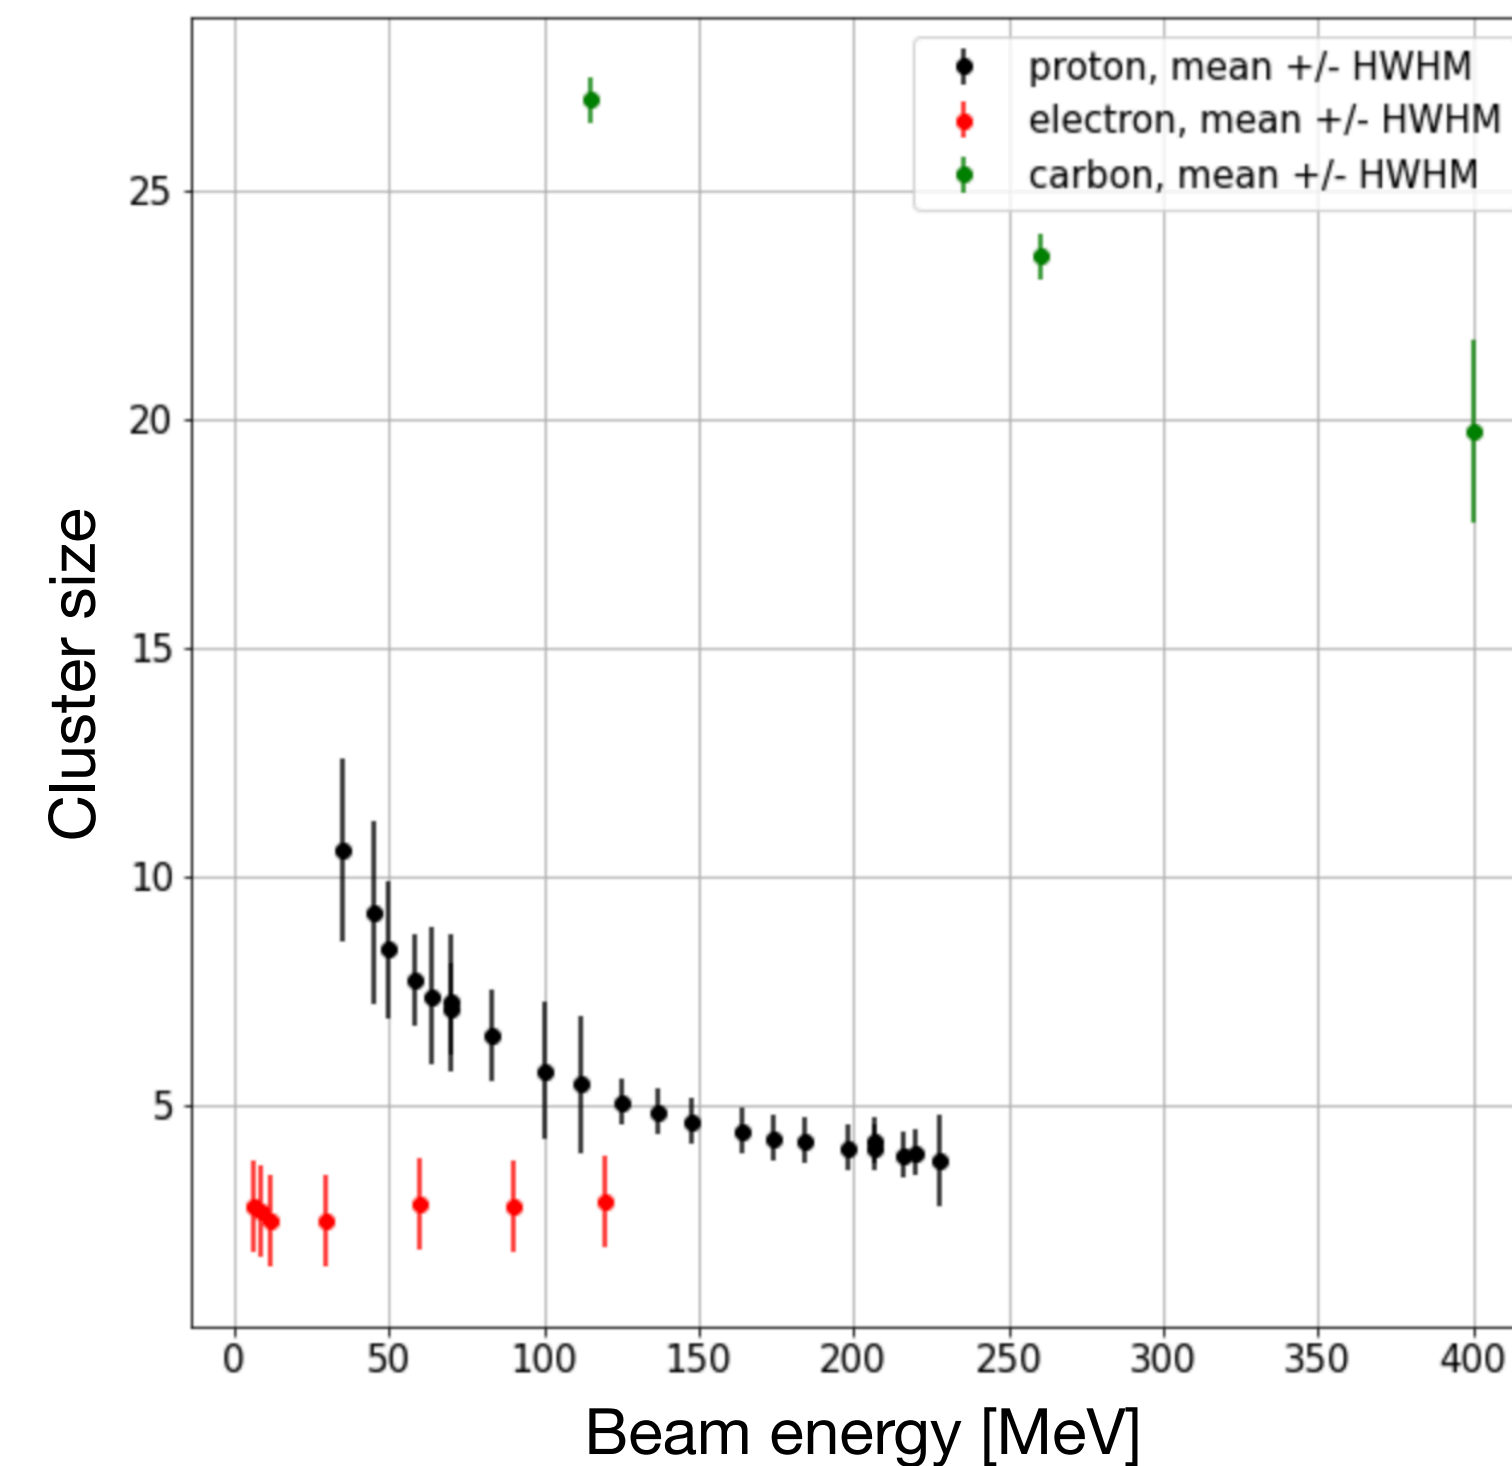 proton, mean +/- HWHM
electron, mean +/- HWHM
carbon, mean +/- HWHM
25
20
15
10
5
Cluster size
0 50 100 150 200 250 300 350 400
Beam energy [MeV]